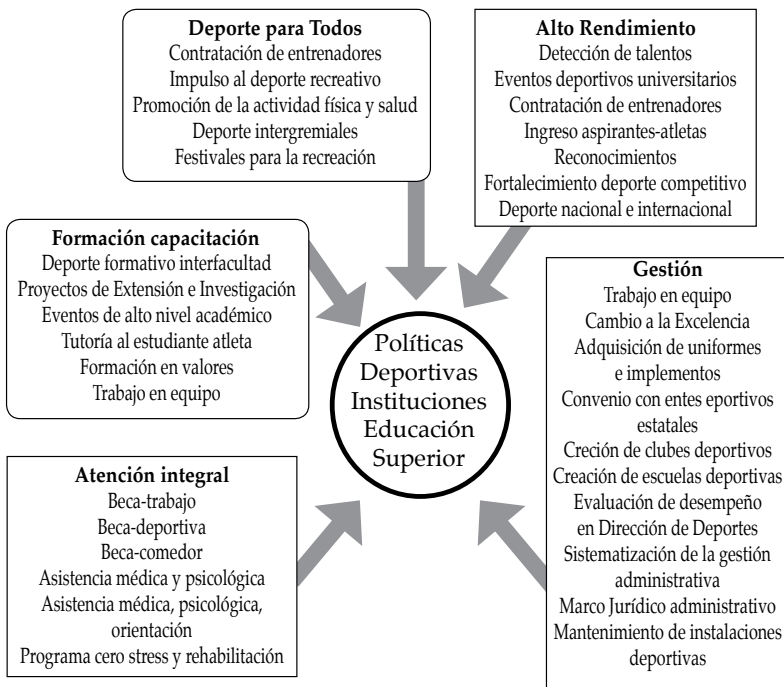 Deporte para Todos
Contratación de entrenadores
Impulso al deporte recreativo
Promoción de la actividad física y salud
Deporte intergremiales
Festivales para la recreación
Alto Rendimiento
Detección de talentos
Eventos deportivos universitarios
Contratación de entrenadores
Ingreso aspirantes-atletas
Reconocimientos
Fortalecimiento deporte competitivo
Deporte nacional e internacional
Formación capacitación
Deporte formativo interfacultad
Proyectos de Extensión e Investigación
Eventos de alto nivel académico
Tutoría al estudiante atleta
Formación en valores
Trabajo en equipo
Políticas
Deportivas
Instituciones
Educación
Superior
Gestión
Trabajo en equipo
Cambio a la Excelencia
Adquisición de uniformes
e implementos
Convenio con entes eportivos
estatales
Creción de clubes deportivos
Creación de escuelas deportivas
Evaluación de desempeño
en Dirección de Deportes
Sistematización de la gestión
administrativa
Marco Jurídico administrativo
Mantenimiento de instalaciones
deportivas
Atención integral
Beca-trabajo
Beca-deportiva
Beca-comedor
Asistencia médica y psicológica
Asistencia médica, psicológica,
orientación
Programa cero stress y rehabilitación